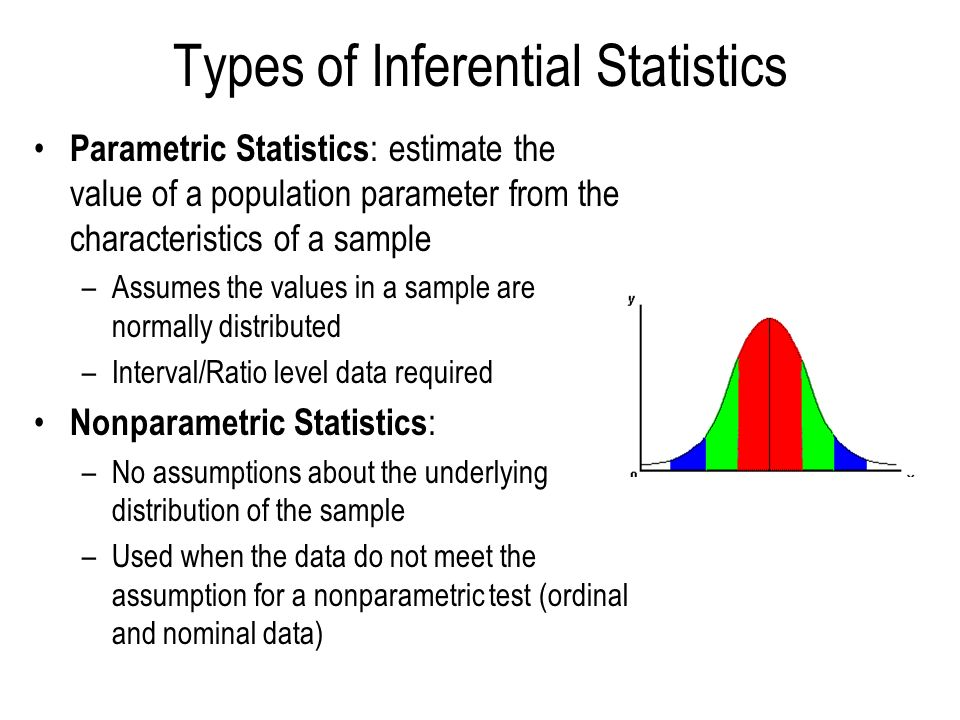 Types of Inferential Statistics
• Parametric Statistics: estimate the
value of a population parameter from the
characteristics of a sample
– Assumes the values in a sample are
normally distributed
– Interval/Ratio level data required
• Nonparametric Statistics:
– No assumptions about the underlying
distribution of the sample
– Used when the data do not meet the
assumption for a nonparametric test (ordinal
and nominal data)
y